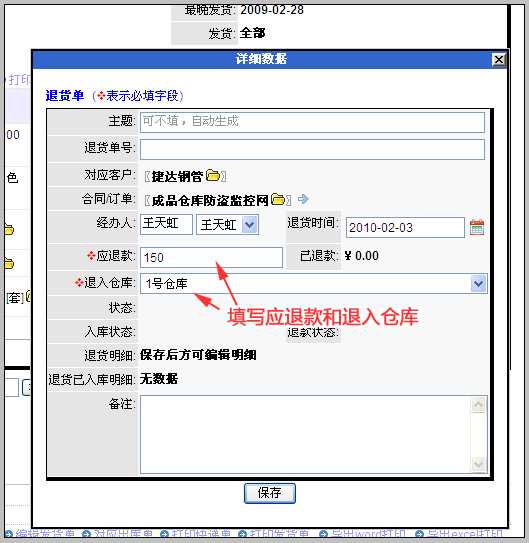 最晚发货: 2009-02-28
发货: 全部
详细数据
打印
退货单 (❖表示必填字段)
主题: 可不填，自动生成
00
退货单号:
色
对应客户: 〖捷达钢管〗
合同/订单: 〖成品仓库防盗监控网〗
经办人: 王天虹 王天虹 退货时间: 2010-02-03
❖应退款: 150 已退款: ¥ 0.00
❖退入仓库: 1号仓库
[套]
填写应退款和退入仓库
状态:
入库状态: 退款状态:
退货明细: 保存后方可编辑明细
退货已入库明细: 无数据
备注:
保存
编辑发货单 对应出库单 打印快递单 打印发货单 导出word打印 导出excel打印